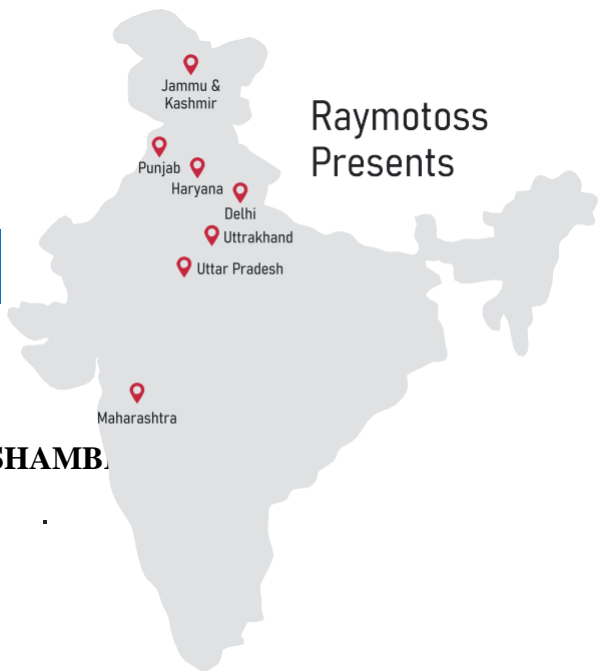 Jammu &
Kashmir
Raymotoss
Presents
Punjab
Haryana
Delhi
Uttrakhand
Uttar Pradesh
Maharashtra